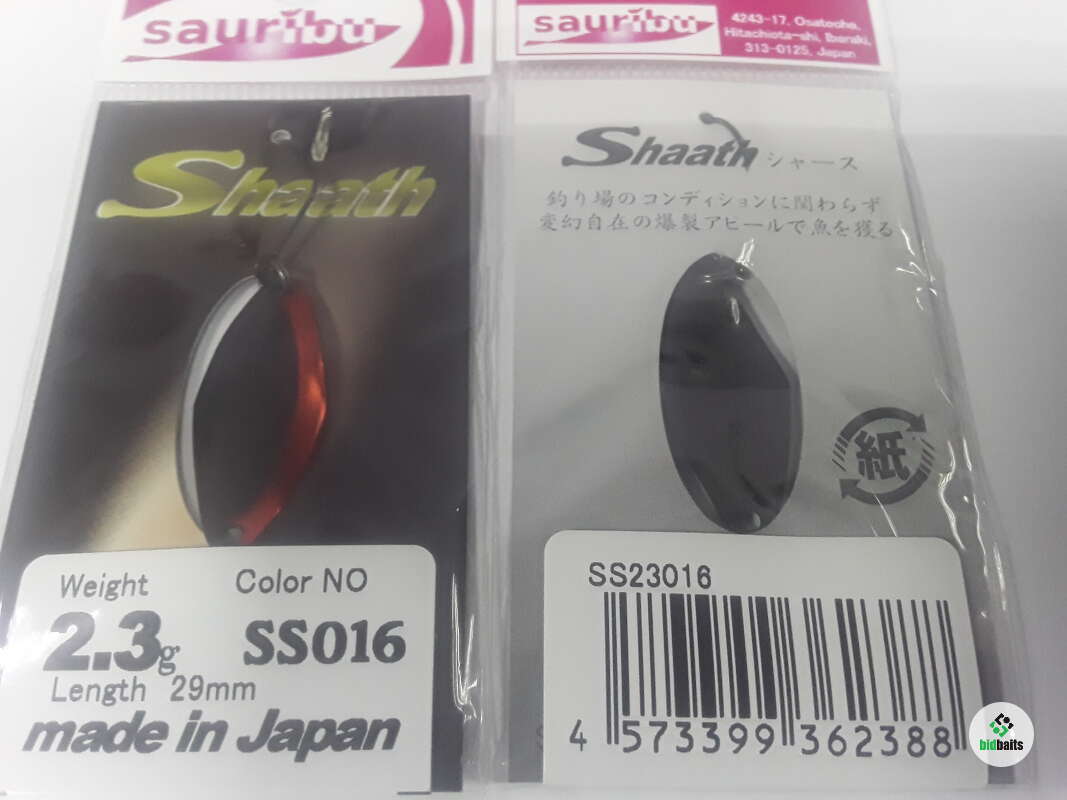 sauribu
Shaath
Weight
Color NO
2.3g
SS016
Length 29mm
made in Japan
sauribu
4243-17, Osatocho,
Hitachiota-shi, Ibaraki,
313-0125, Japan
Shaath シャース
釣り場のコンディションに関わらず
変幻自在の爆裂アピールで魚を獲る
紙
SS23016
4 573399 362388
bidbaits